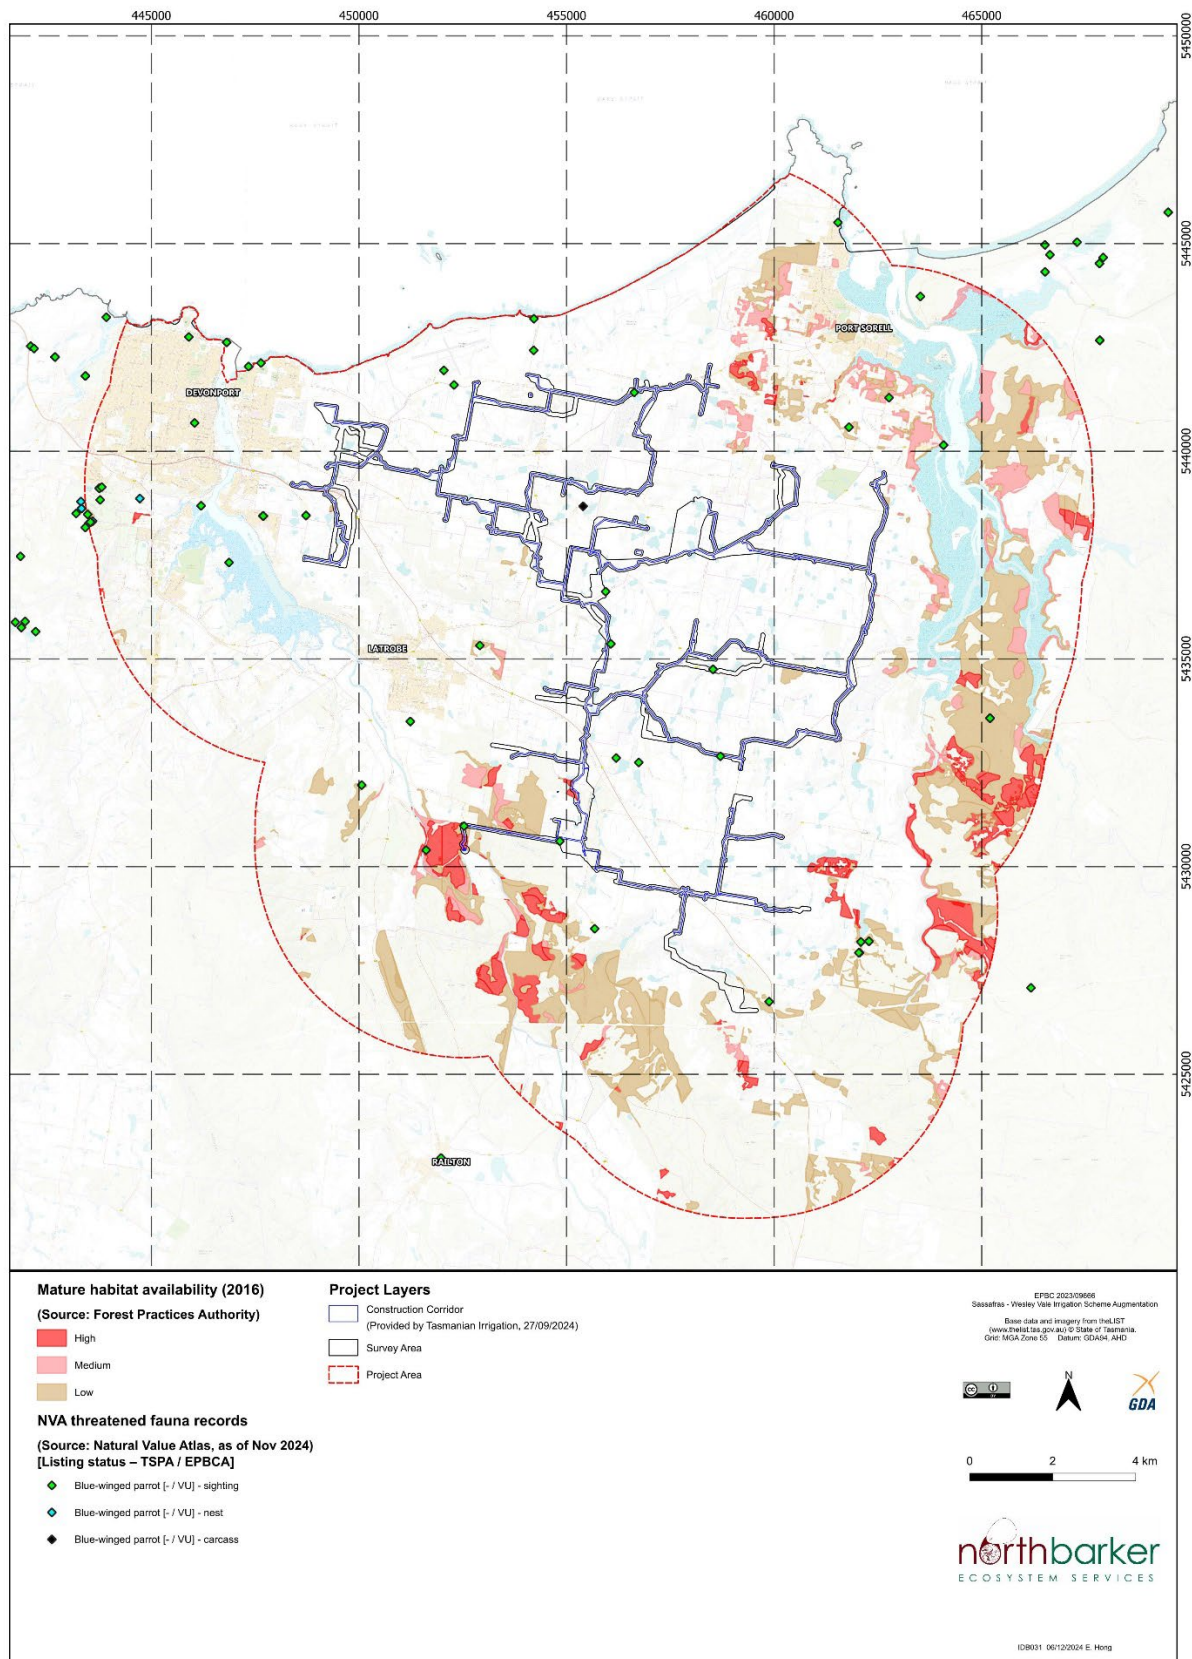 445000 450000 455000 460000 465000
5450000
5445000
5440000
5435000
5430000
5425000
PORT SORELL
DEVONPORT
LATROBE
RAILTON
Mature habitat availability (2016)
(Source: Forest Practices Authority)
High
Medium
Low
NVA threatened fauna records
(Source: Natural Value Atlas, as of Nov 2024)
[Listing status – TSPA / EPBCA]
Blue-winged parrot [- / VU] - sighting
Blue-winged parrot [- / VU] - nest
Blue-winged parrot [- / VU] - carcass
Project Layers
Construction Corridor
(Provided by Tasmanian Irrigation, 27/09/2024)
Survey Area
Project Area
EPBC 2023/09666
Sassafras - Wesley Vale Irrigation Scheme Augmentation
Base data and imagery from theLIST
(www.thelist.tas.gov.au) © State of Tasmania.
Grid: MGA Zone 55 Datum: GDA94, AHD
cc
N
GDA
0 2 4 km
northbarker
ECOSYSTEM SERVICES
IDB031 06/12/2024 E. Hong